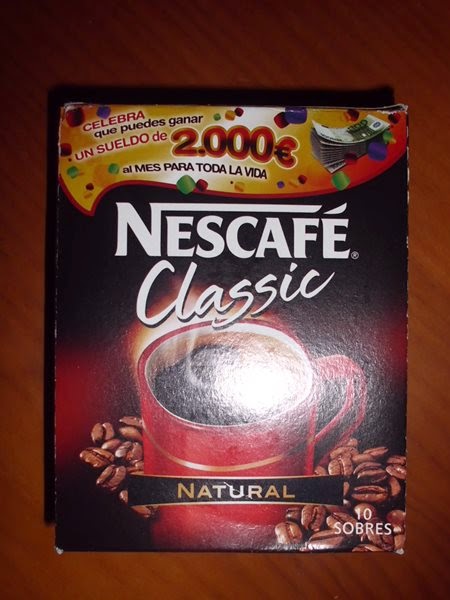 CELEBRA
que puedes ganar
UN SUELDO de 2.000€
al MES PARA TODA LA VIDA
NESCAFÉ®
Classic
NATURAL
10
SOBRES